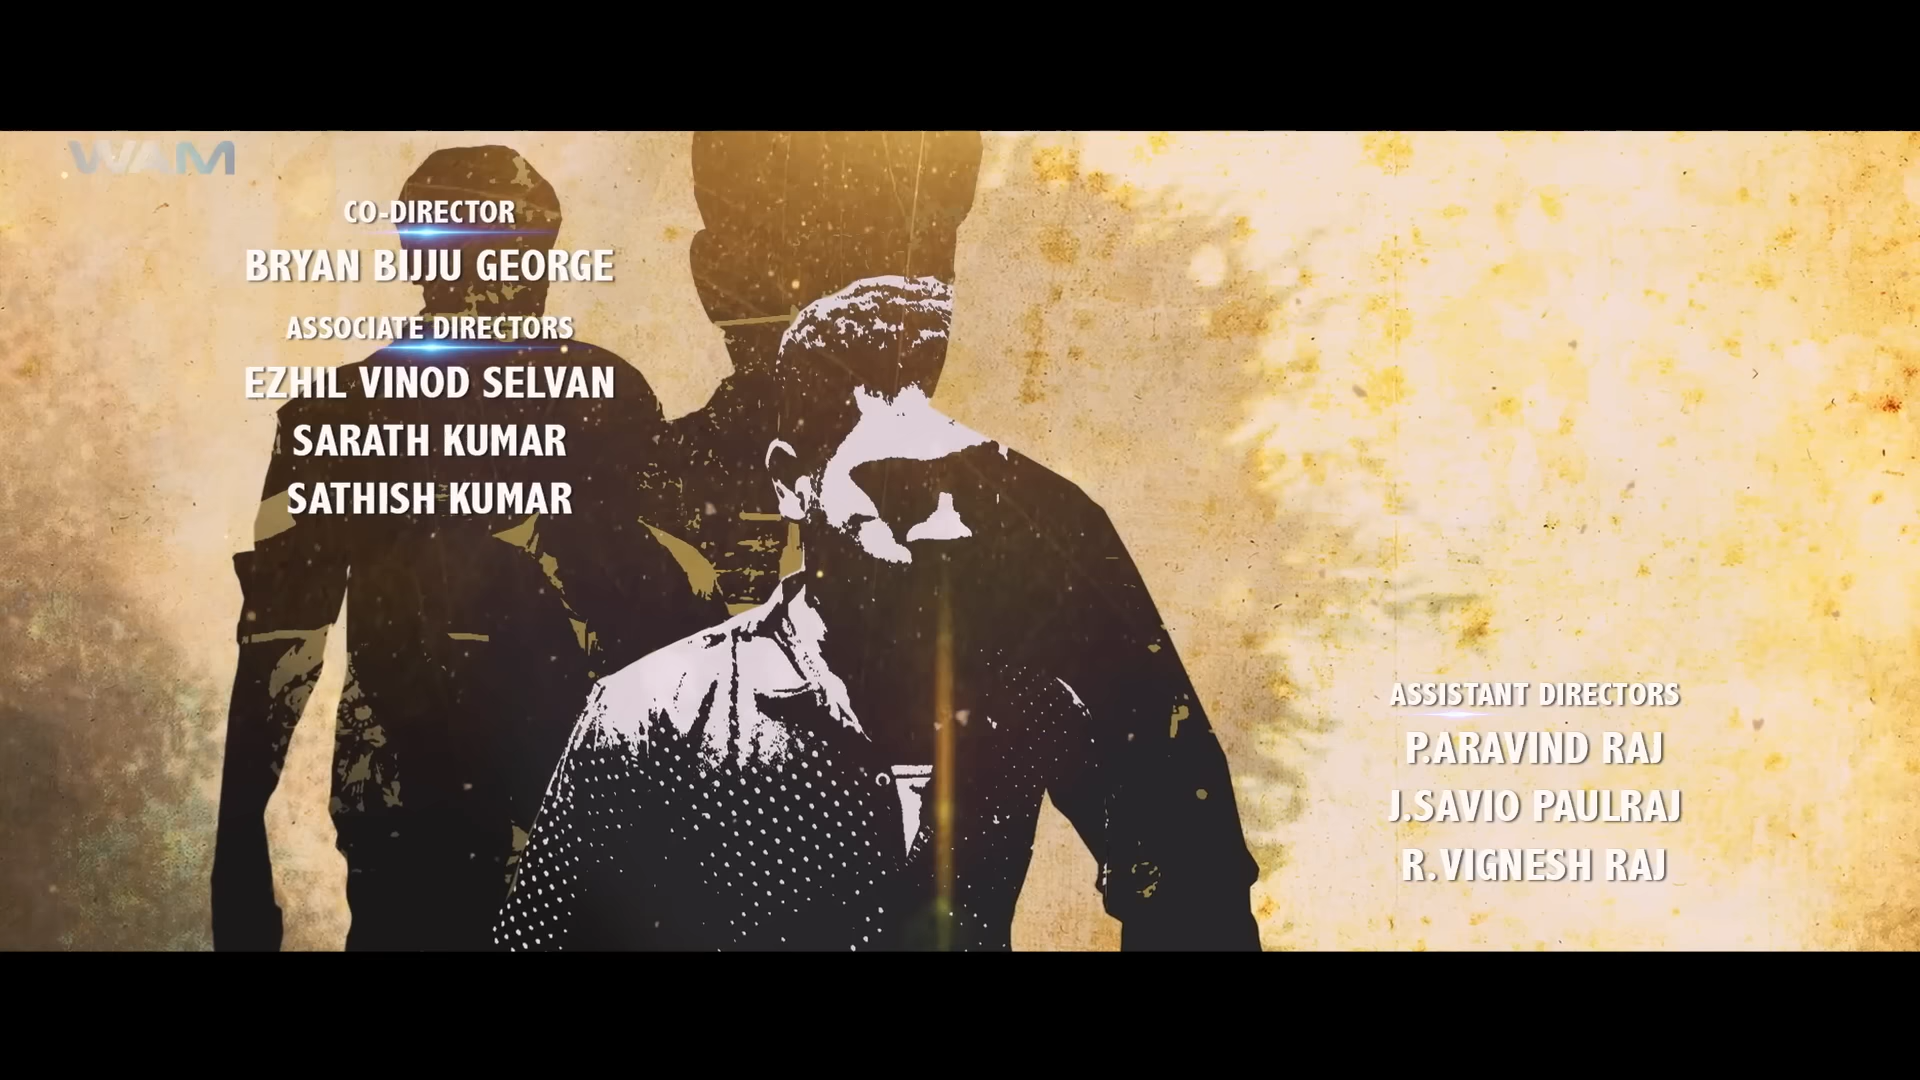 WAM
CO-DIRECTOR
BRYAN BIJJU GEORGE
ASSOCIATE DIRECTORS
EZHIL VINOD SELVAN
SARATH KUMAR
SATHISH KUMAR
ASSISTANT DIRECTORS
P.ARAVIND RAJ
J.SAVIO PAULRAJ
R.VIGNESH RAJ